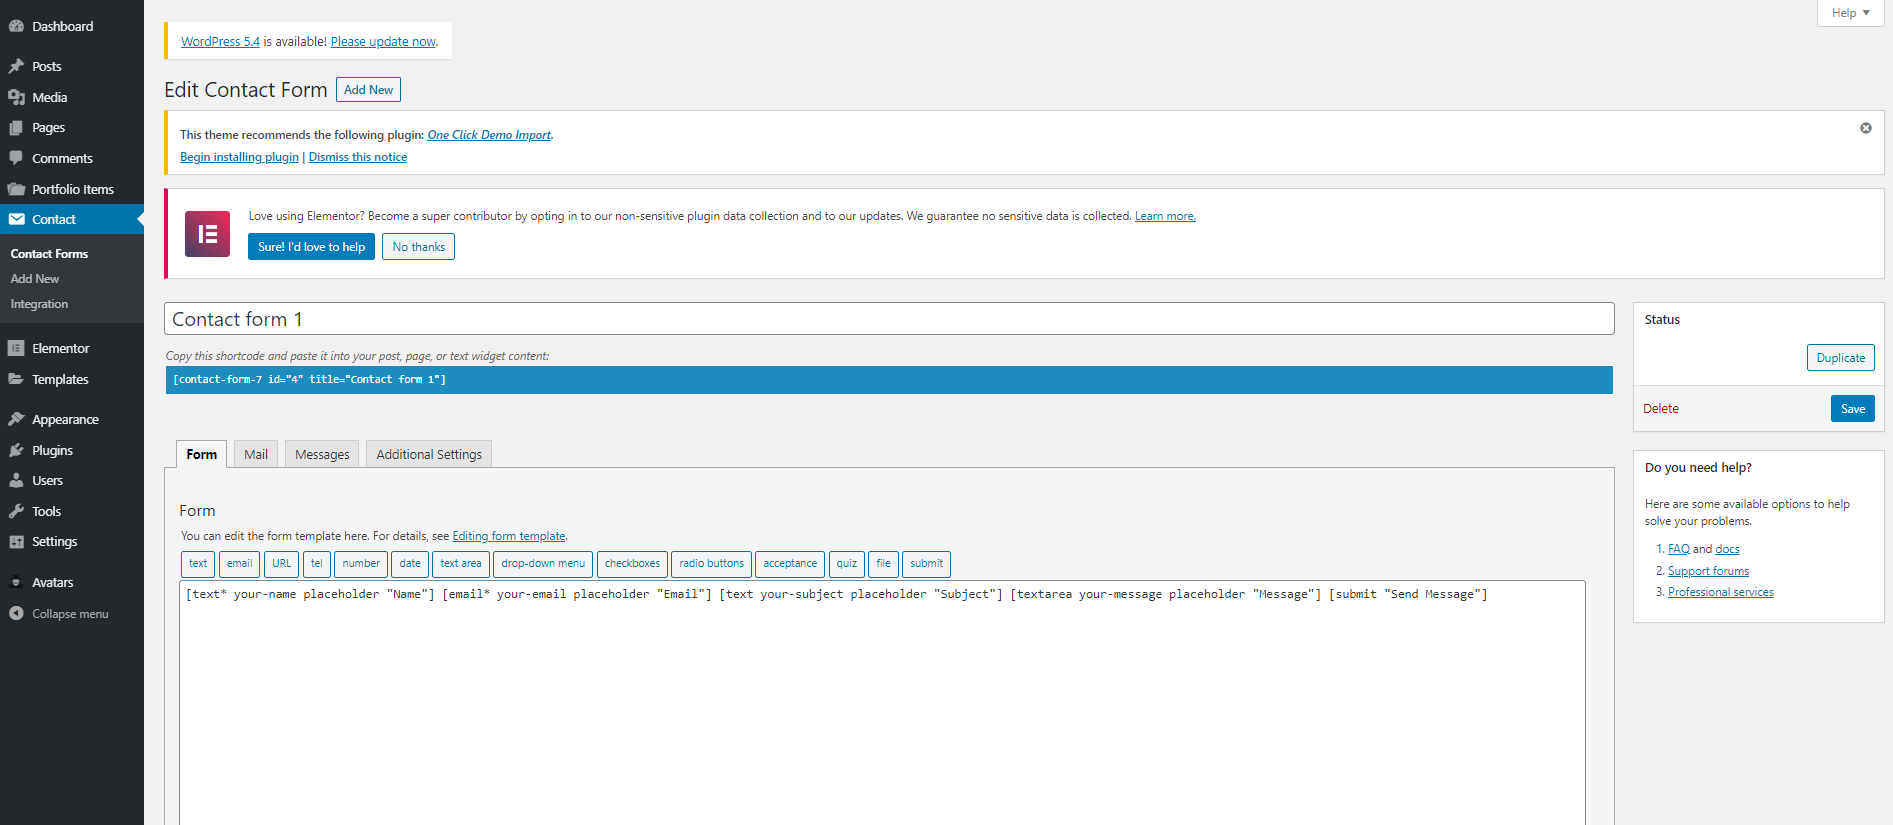 Dashboard
Posts
Media
Pages
Comments
Portfolio Items
Contact
Contact Forms
Add New
Integration
Elementor
Templates
Appearance
Plugins
Users
Tools
Settings
Avatars
Collapse menu
Help
WordPress 5.4 is available! Please update now.
Edit Contact Form Add New
This theme recommends the following plugin: One Click Demo Import.
Begin installing plugin | Dismiss this notice
Love using Elementor? Become a super contributor by opting in to our non-sensitive plugin data collection and to our updates. We guarantee no sensitive data is collected. Learn more.
Sure! I'd love to help No thanks
Contact form 1
Copy this shortcode and paste it into your post, page, or text widget content:
[contact-form-7 id="4" title="Contact form 1"]
Form Mail Messages Additional Settings
Form
You can edit the form template here. For details, see Editing form template.
text email URL tel number date text area drop-down menu checkboxes radio buttons acceptance quiz file submit
[text* your-name placeholder "Name"] [email* your-email placeholder "Email"] [text your-subject placeholder "Subject"] [textarea your-message placeholder "Message"] [submit "Send Message"]
Status
Duplicate
Delete Save
Do you need help?
Here are some available options to help
solve your problems.
1. FAQ and docs
2. Support forums
3. Professional services